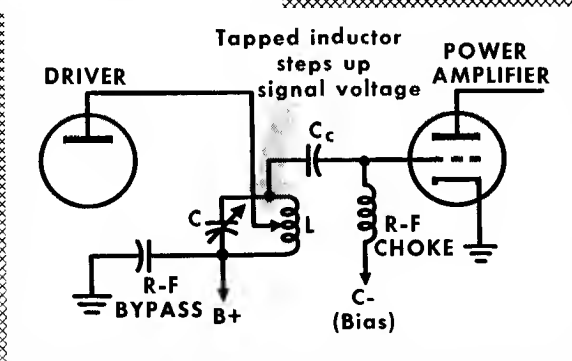 Tapped inductor
steps up
signal voltage
DRIVER
POWER
AMPLIFIER
Cc
C
L
R-F
CHOKE
R-F
BYPASS
B+
C-
(Bias)